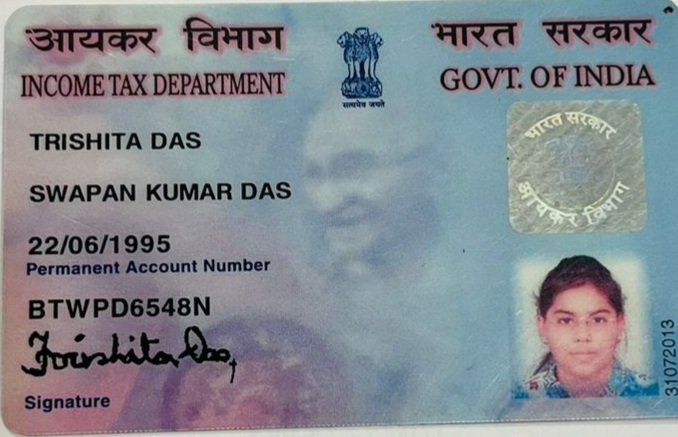 आयकर विभाग
INCOME TAX DEPARTMENT
सत्यमेव जयते
भारत सरकार
GOVT. OF INDIA
TRISHITA DAS
SWAPAN KUMAR DAS
22/06/1995
Permanent Account Number
BTWPD6548N
Trishita Das,
Signature
भारत सरकार
आयकर विभाग
31072013